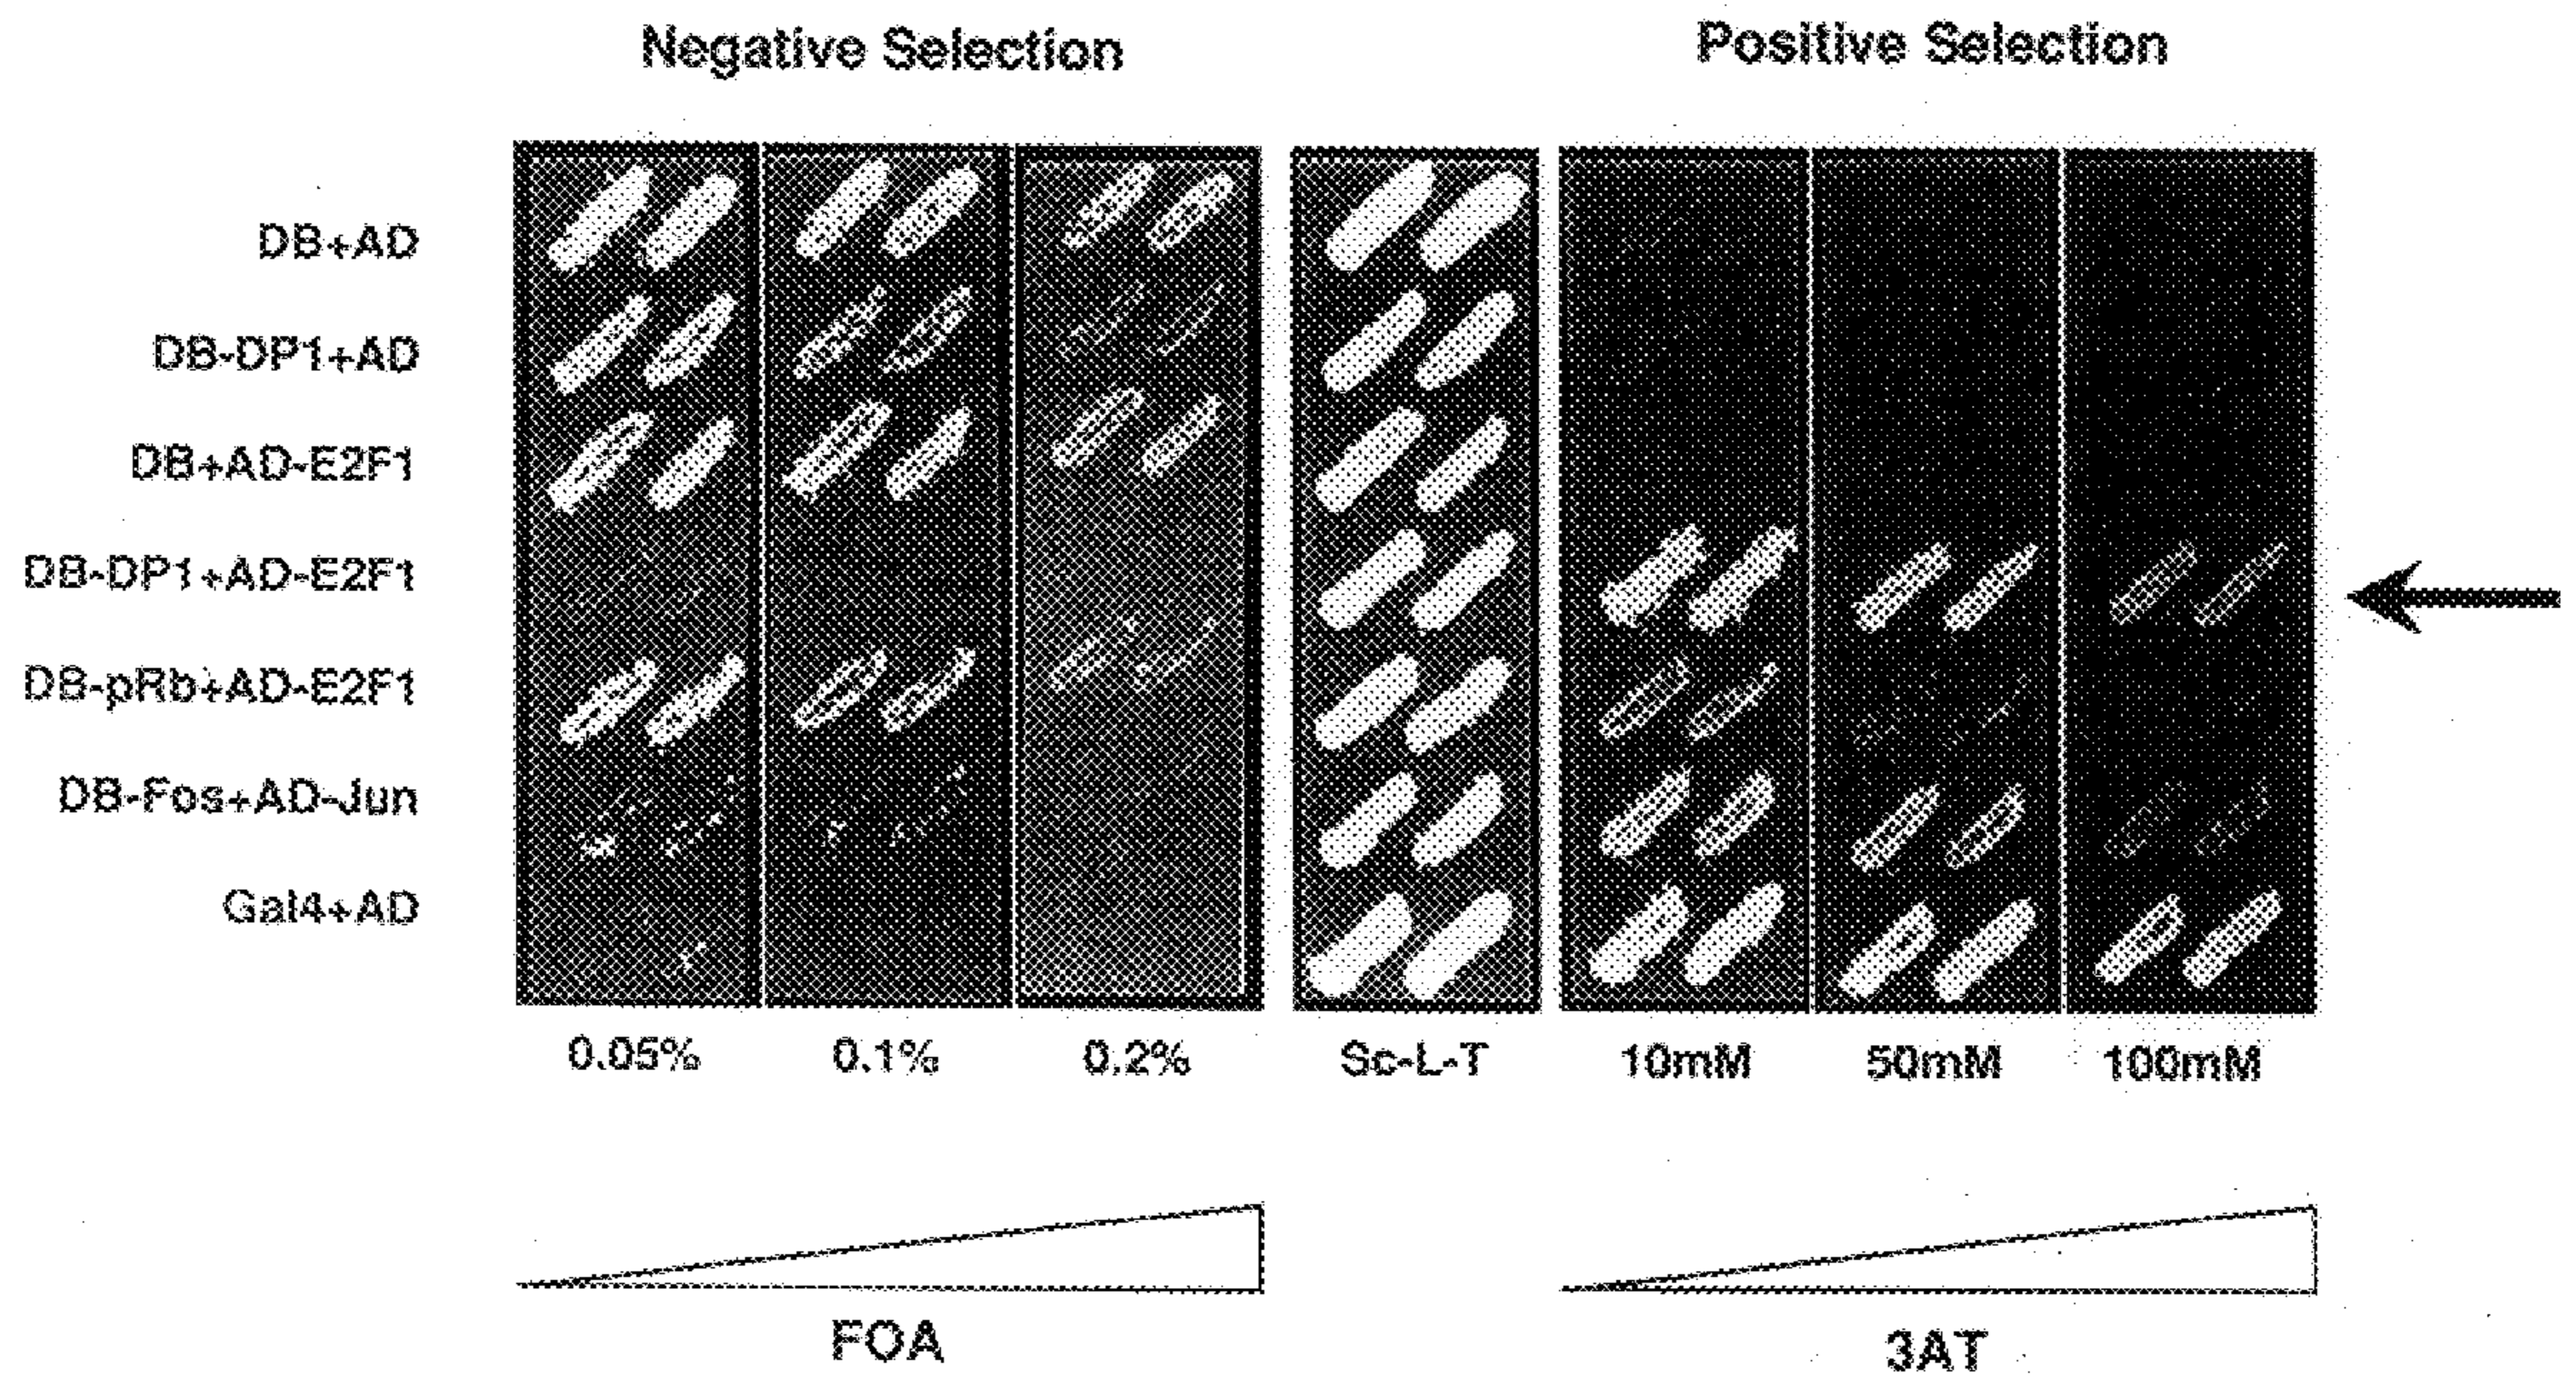 Negative Selection
Positive Selection
DB+AD
DB-DP1+AD
DB+AD-E2F1
DB-DP1+AD-E2F1
DB-pRb+AD-E2F1
DB-Fos+AD-Jun
Gal4+AD
0.05% 0.1% 0.2% Sc-L-T 10mM 50mM 100mM
FOA
3AT